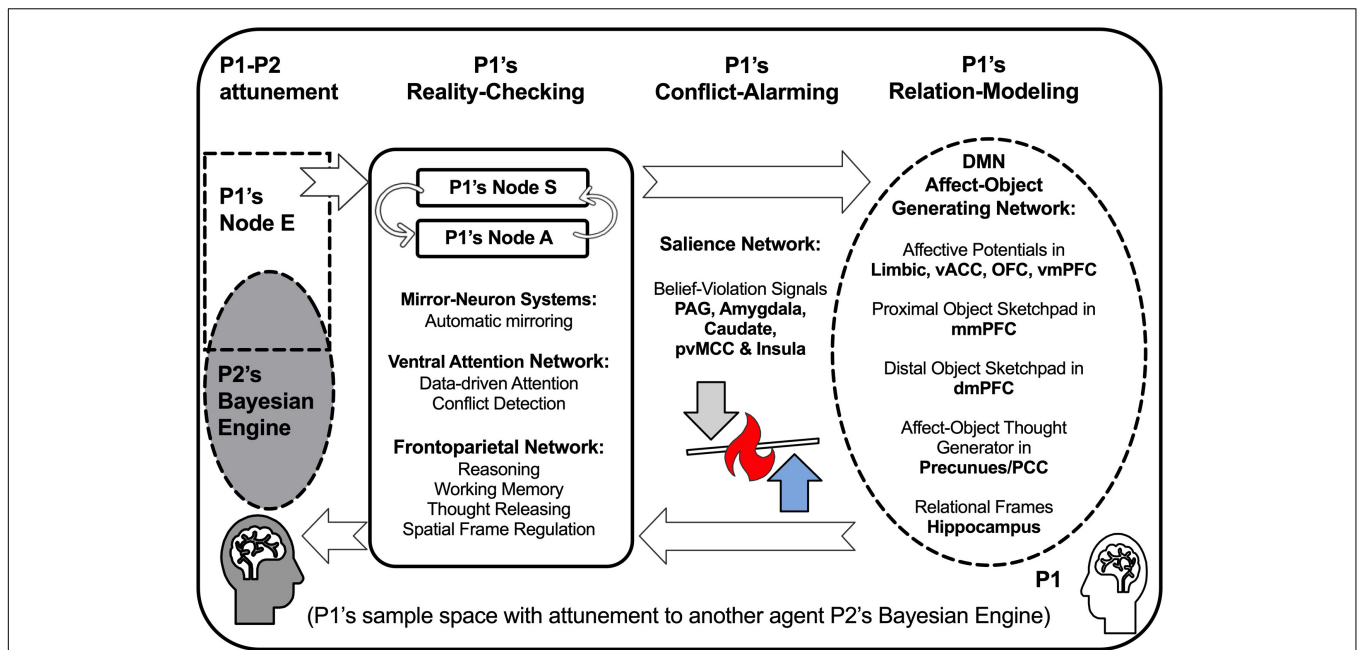 P1-P2
attunement
P1's
Reality-Checking
P1's
Conflict-Alarming
P1's
Relation-Modeling
P1's
Node E
P2's
Bayesian
Engine
P1's Node S
P1's Node A
Mirror-Neuron Systems:
Automatic mirroring
Ventral Attention Network:
Data-driven Attention
Conflict Detection
Frontoparietal Network:
Reasoning
Working Memory
Thought Releasing
Spatial Frame Regulation
Salience Network:
Belief-Violation Signals
PAG, Amygdala,
Caudate,
pvMCC & Insula
DMN
Affect-Object
Generating Network:
Affective Potentials in
Limbic, vACC, OFC, vmPFC
Proximal Object Sketchpad in
mmPFC
Distal Object Sketchpad in
dmPFC
Affect-Object Thought
Generator in
Precunues/PCC
Relational Frames
Hippocampus
P1
(P1's sample space with attunement to another agent P2's Bayesian Engine)